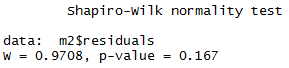 Shapiro-Wilk normality test
data:  m2$residuals
W = 0.9708, p-value = 0.167